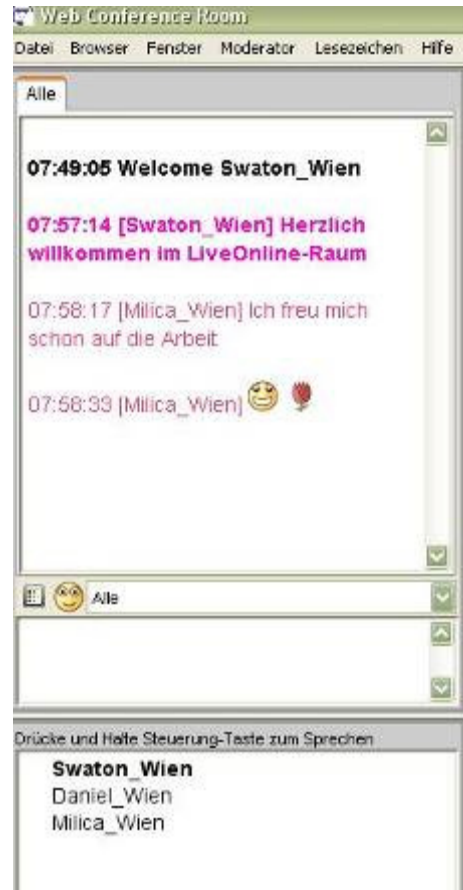 Web Conference Room
Datei Browser Fenster Moderator Lesezeichen Hilfe
Alle
07:49:05 Welcome Swaton_Wien
07:57:14 [Swaton_Wien] Herzlich
willkommen im LiveOnline-Raum
07:58:17 [Milica_Wien] Ich freu mich
schon auf die Arbeit
07:58:33 [Milica_Wien]
Alle
Drücke und Halte Steuerung-Taste zum Sprechen
Swaton_Wien
Daniel_Wien
Milica_Wien